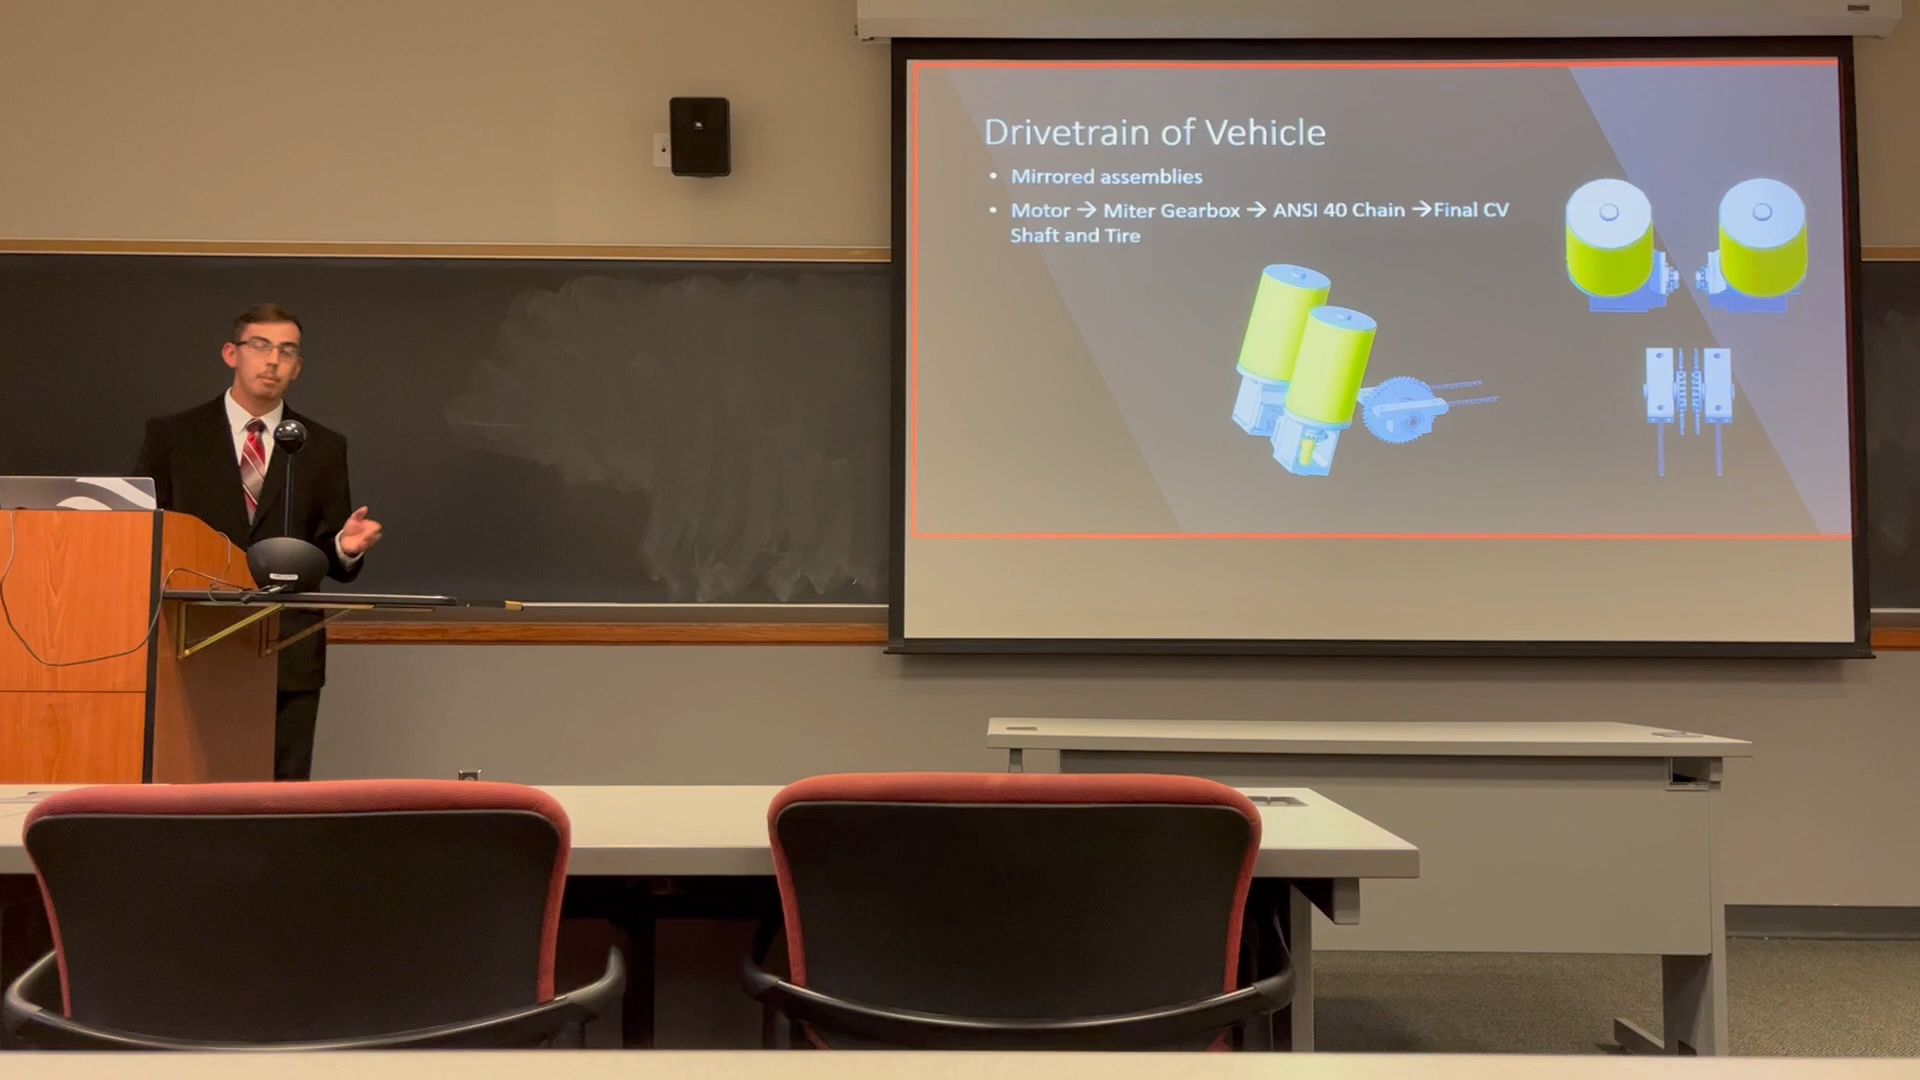 Drivetrain of Vehicle
• Mirrored assemblies
• Motor → Miter Gearbox → ANSI 40 Chain →Final CV
Shaft and Tire